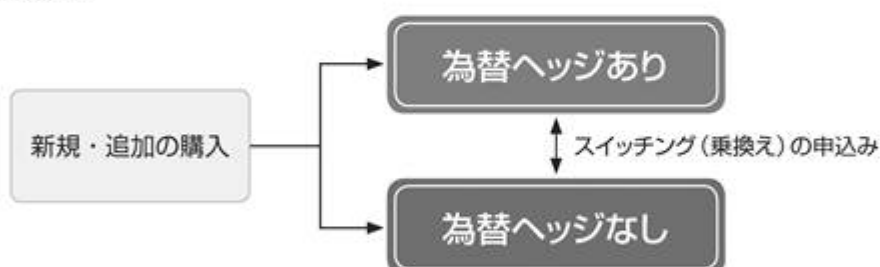 為替ヘッジあり
新規・追加の購入
スイッチング(乗換え)の申込み
為替ヘッジなし